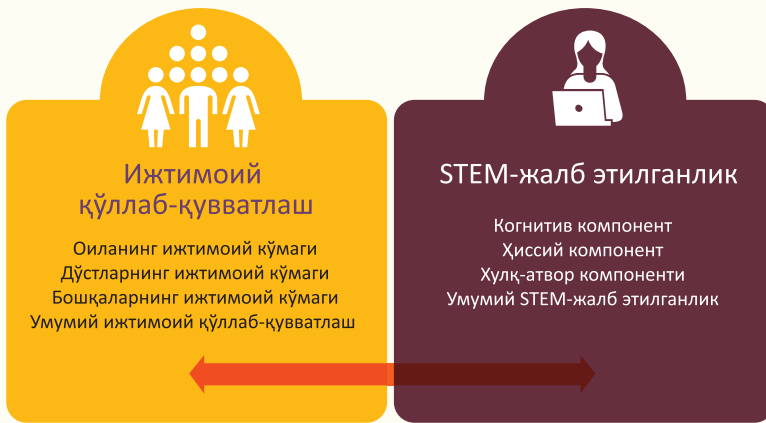 Ижтимоий
қўллаб-қувватлаш
Оиланинг ижтимоий кўмаги
Дўстларнинг ижтимоий кўмаги
Бошқаларнинг ижтимоий кўмаги
Умумий ижтимоий қўллаб-қувватлаш
STEM-жалб этилганлик
Когнитив компонент
Ҳиссий компонент
Хулқ-атвор компоненти
Умумий STEM-жалб этилганлик